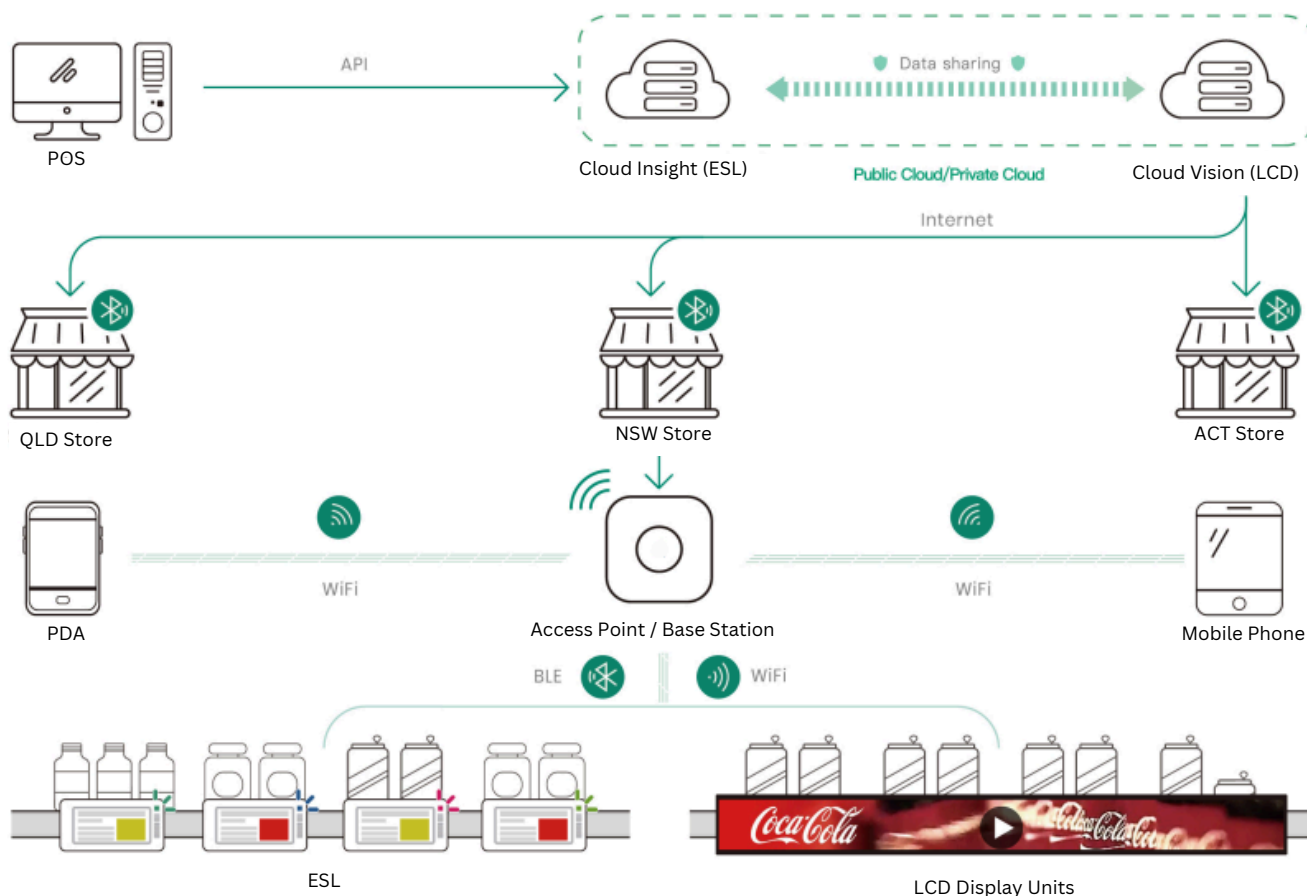 API
Data sharing
POS
Cloud Insight (ESL)
Public Cloud/Private Cloud
Cloud Vision (LCD)
Internet
QLD Store
NSW Store
ACT Store
WiFi
WiFi
PDA
Access Point / Base Station
Mobile Phone
BLE
WiFi
Coca-Cola
Coca-Cola
ESL
LCD Display Units